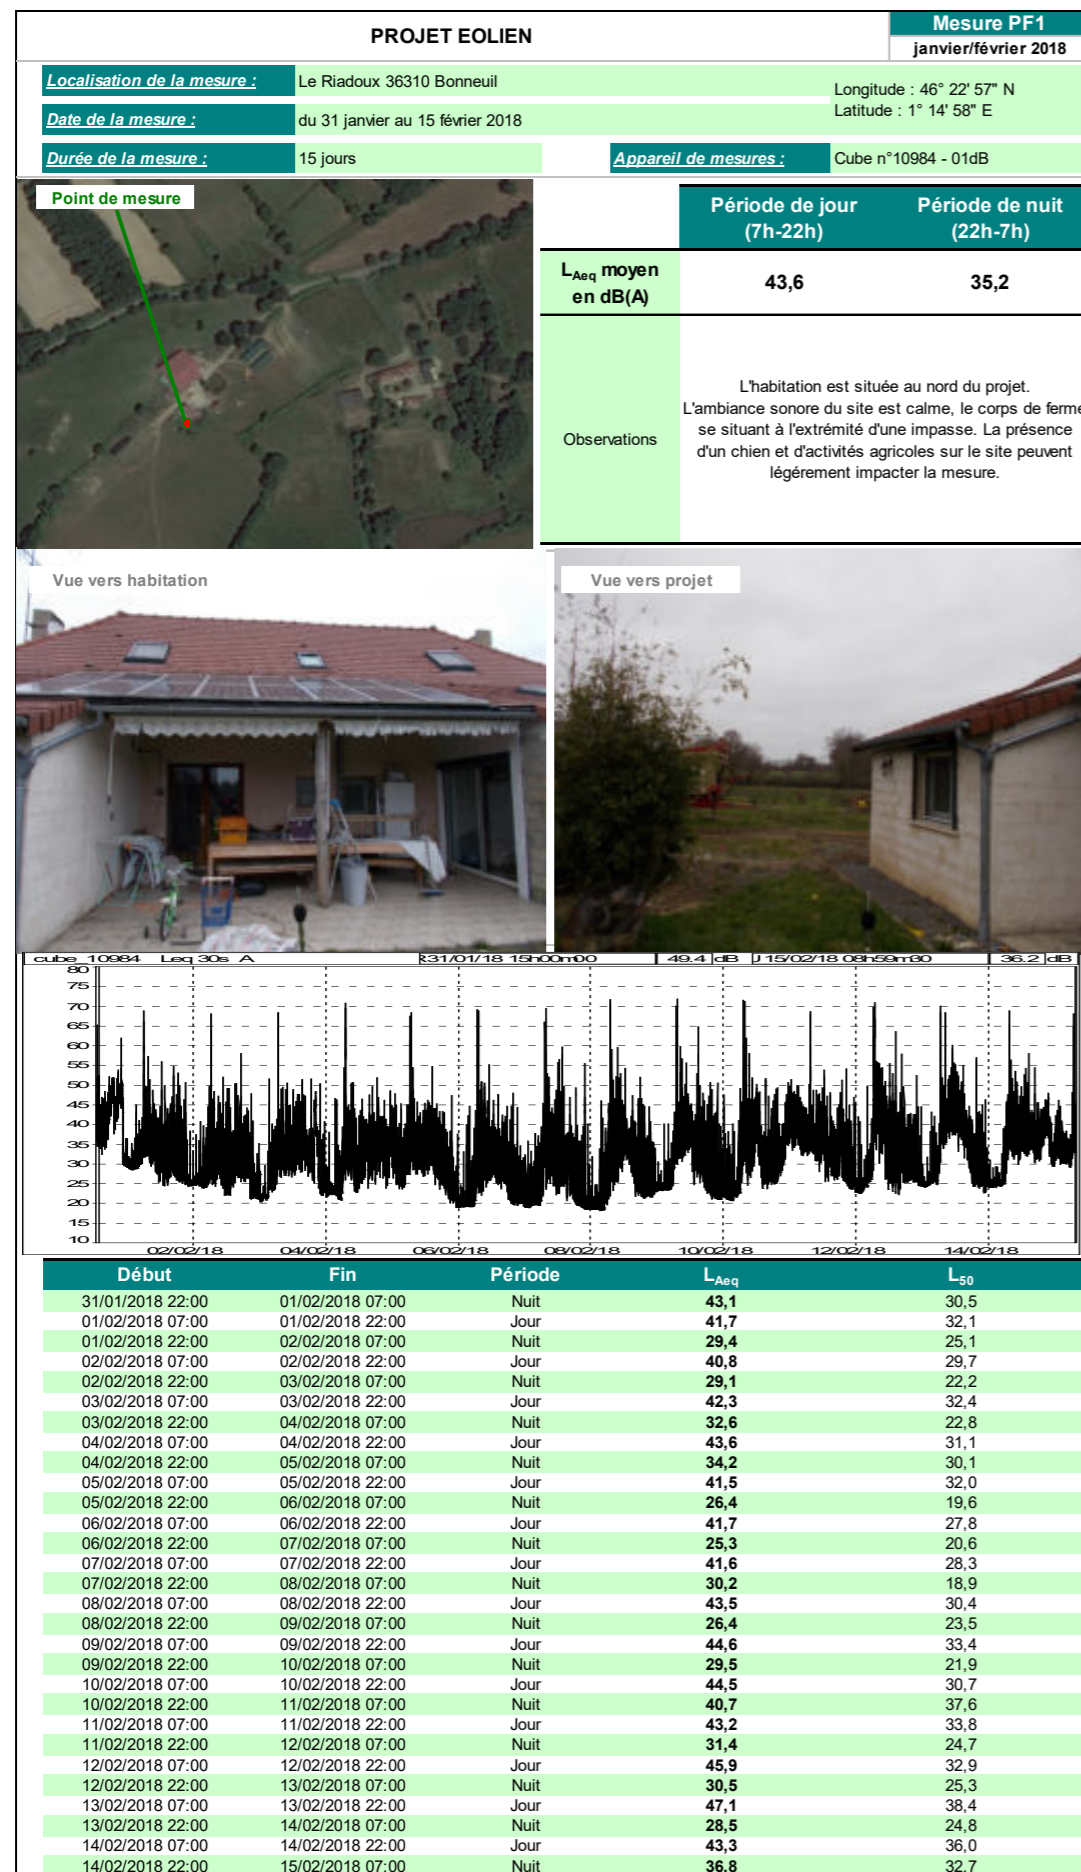 PROJET EOLIEN
Mesure PF1
janvier/février 2018
Localisation de la mesure :
Le Riadoux 36310 Bonneuil
Longitude : 46° 22' 57" N
Latitude : 1° 14' 58" E
Date de la mesure :
du 31 janvier au 15 février 2018
Durée de la mesure :
15 jours
Appareil de mesures :
Cube n°10984 - 01dB
Point de mesure
Période de jour
(7h-22h)
Période de nuit
(22h-7h)
LAeq moyen
en dB(A)
43,6
35,2
Observations
L'habitation est située au nord du projet.
L'ambiance sonore du site est calme, le corps de ferme
se situant à l'extrémité d'une impasse. La présence
d'un chien et d'activités agricoles sur le site peuvent
légérement impacter la mesure.
Vue vers habitation
Vue vers projet
cube_10984 Leq 30s A 31/01/18 15h00m00 49.4 dB 15/02/18 08h59m30 36.2 dB
80
75
70
65
60
55
50
45
40
35
30
25
20
15
10
02/02/18 04/02/18 06/02/18 08/02/18 10/02/18 12/02/18 14/02/18
Début Fin Période LAeq L50
31/01/2018 22:00 01/02/2018 07:00 Nuit 43,1 30,5
01/02/2018 07:00 01/02/2018 22:00 Jour 41,7 32,1
01/02/2018 22:00 02/02/2018 07:00 Nuit 29,4 25,1
02/02/2018 07:00 02/02/2018 22:00 Jour 40,8 29,7
02/02/2018 22:00 03/02/2018 07:00 Nuit 29,1 22,2
03/02/2018 07:00 03/02/2018 22:00 Jour 42,3 32,4
03/02/2018 22:00 04/02/2018 07:00 Nuit 32,6 22,8
04/02/2018 07:00 04/02/2018 22:00 Jour 43,6 31,1
04/02/2018 22:00 05/02/2018 07:00 Nuit 34,2 30,1
05/02/2018 07:00 05/02/2018 22:00 Jour 41,5 32,0
05/02/2018 22:00 06/02/2018 07:00 Nuit 26,4 19,6
06/02/2018 07:00 06/02/2018 22:00 Jour 41,7 27,8
06/02/2018 22:00 07/02/2018 07:00 Nuit 25,3 20,6
07/02/2018 07:00 07/02/2018 22:00 Jour 41,6 28,3
07/02/2018 22:00 08/02/2018 07:00 Nuit 30,2 18,9
08/02/2018 07:00 08/02/2018 22:00 Jour 43,5 30,4
08/02/2018 22:00 09/02/2018 07:00 Nuit 26,4 23,5
09/02/2018 07:00 09/02/2018 22:00 Jour 44,6 33,4
09/02/2018 22:00 10/02/2018 07:00 Nuit 29,5 21,9
10/02/2018 07:00 10/02/2018 22:00 Jour 44,5 30,7
10/02/2018 22:00 11/02/2018 07:00 Nuit 40,7 37,6
11/02/2018 07:00 11/02/2018 22:00 Jour 43,2 33,8
11/02/2018 22:00 12/02/2018 07:00 Nuit 31,4 24,7
12/02/2018 07:00 12/02/2018 22:00 Jour 45,9 32,9
12/02/2018 22:00 13/02/2018 07:00 Nuit 30,5 25,3
13/02/2018 07:00 13/02/2018 22:00 Jour 47,1 38,4
13/02/2018 22:00 14/02/2018 07:00 Nuit 28,5 24,8
14/02/2018 07:00 14/02/2018 22:00 Jour 43,3 36,0
14/02/2018 22:00 15/02/2018 07:00 Nuit 36,8 32,7